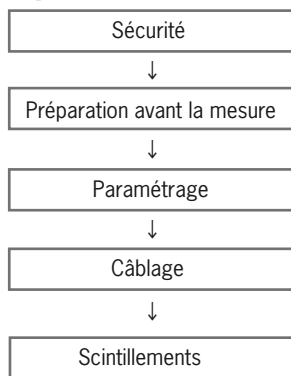 Sécurité
↓
Préparation avant la mesure
↓
Paramétrage
↓
Câblage
↓
Scintillements